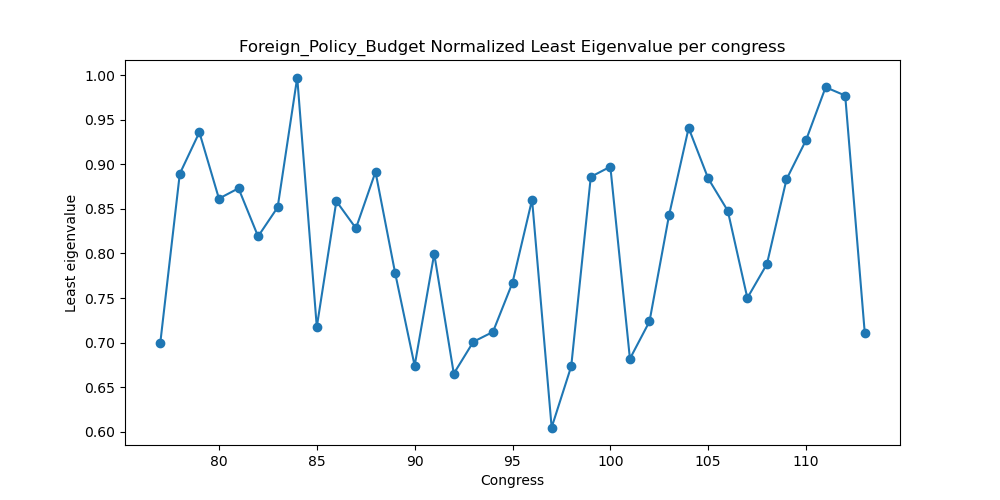 Foreign_Policy_Budget Normalized Least Eigenvalue per congress
1.00
0.95
0.90
0.85
0.80
0.75
0.70
0.65
0.60
Least eigenvalue
80 85 90 95 100 105 110
Congress